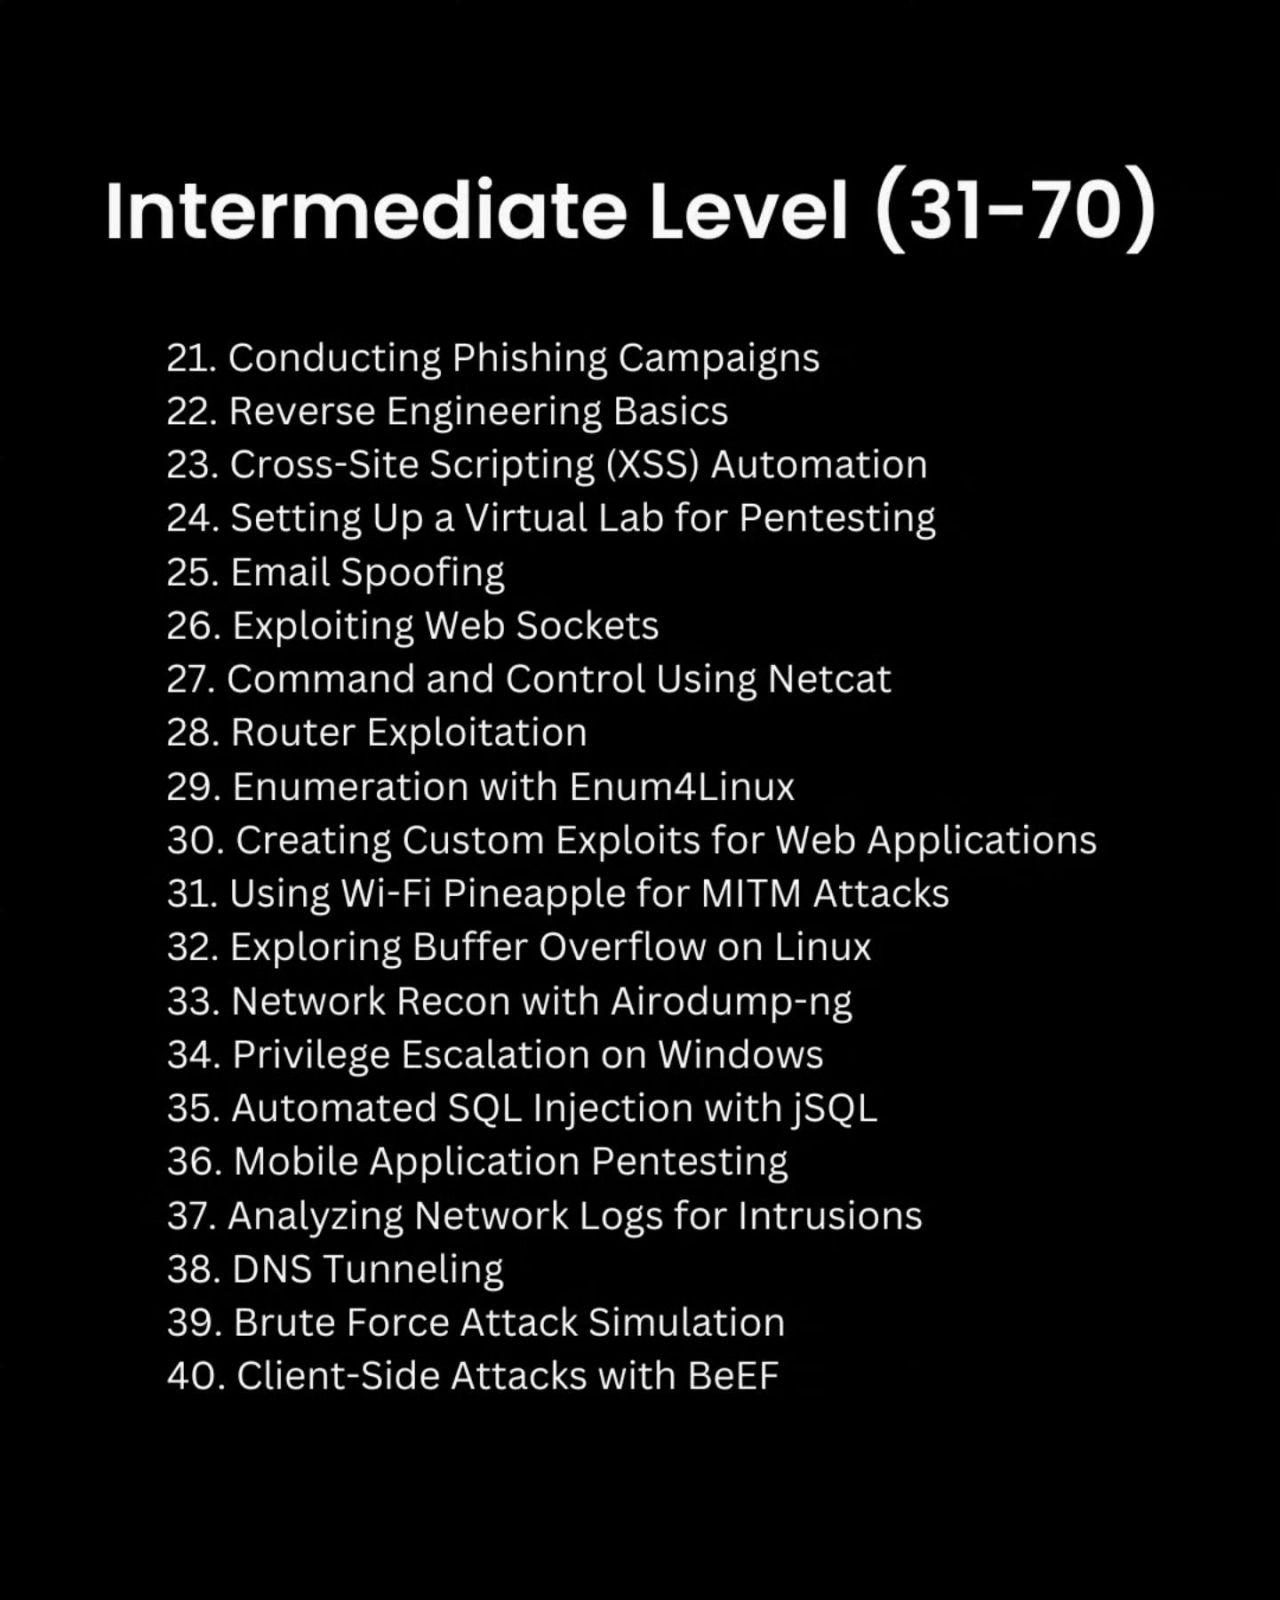 Intermediate Level (31-70)
21. Conducting Phishing Campaigns
22. Reverse Engineering Basics
23. Cross-Site Scripting (XSS) Automation
24. Setting Up a Virtual Lab for Pentesting
25. Email Spoofing
26. Exploiting Web Sockets
27. Command and Control Using Netcat
28. Router Exploitation
29. Enumeration with Enum4Linux
30. Creating Custom Exploits for Web Applications
31. Using Wi-Fi Pineapple for MITM Attacks
32. Exploring Buffer Overflow on Linux
33. Network Recon with Airodump-ng
34. Privilege Escalation on Windows
35. Automated SQL Injection with jSQL
36. Mobile Application Pentesting
37. Analyzing Network Logs for Intrusions
38. DNS Tunneling
39. Brute Force Attack Simulation
40. Client-Side Attacks with BeEF